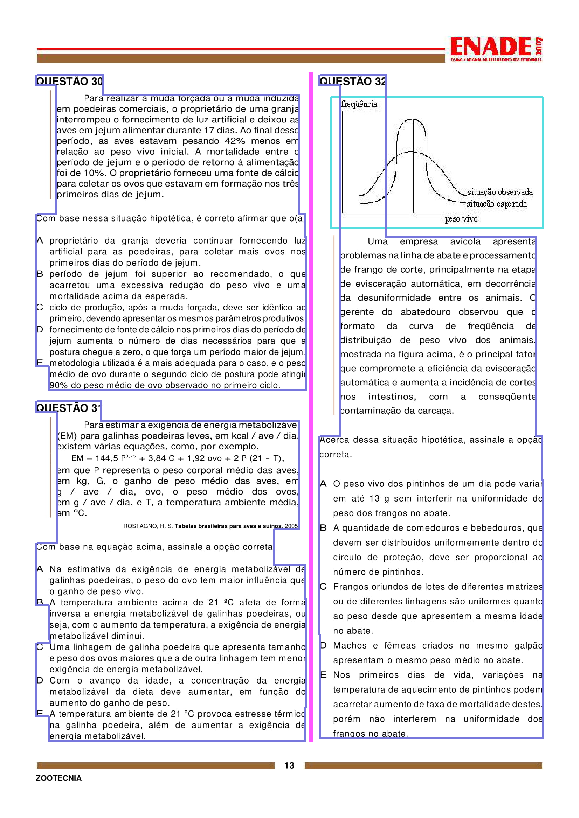 ENADE 2007
QUESTÃO 30
Para realizar a muda forçada ou a muda induzida
em poedeiras comerciais, o proprietário de uma granja
interrompeu o fornecimento de luz artificial e deixou as
aves em jejum alimentar durante 17 dias. Ao final desse
período, as aves estavam pesando 42% menos em
relação ao peso vivo inicial. A mortalidade entre o
período de jejum e o período de retorno à alimentação
foi de 10%. O proprietário forneceu uma fonte de cálcio
para coletar os ovos que estavam em formação nos três
primeiros dias de jejum.
Com base nessa situação hipotética, é correto afirmar que o(a)
A proprietário da granja deveria continuar fornecendo luz
artificial para as poedeiras, para coletar mais ovos nos
primeiros dias do período de jejum.
B período de jejum foi superior ao recomendado, o que
acarretou uma excessiva redução do peso vivo e uma
mortalidade acima da esperada.
C ciclo de produção, após a muda forçada, deve ser idêntico ao
primeiro, devendo apresentar os mesmos parâmetros produtivos.
D fornecimento de fonte de cálcio nos primeiros dias do período de
jejum aumenta o número de dias necessários para que a
postura chegue a zero, o que força um período maior de jejum.
E metodologia utilizada é a mais adequada para o caso, e o peso
médio de ovo durante o segundo ciclo de postura pode atingir
90% do peso médio de ovo observado no primeiro ciclo.
QUESTÃO 31
Para estimar a exigência de energia metabolizável
(EM) para galinhas poedeiras leves, em kcal / ave / dia,
existem várias equações, como, por exemplo,
em que P representa o peso corporal médio das aves,
em kg, G, o ganho de peso médio das aves, em
g / ave / dia, ovo, o peso médio dos ovos,
em g / ave / dia, e T, a temperatura ambiente média,
em ºC.
ROSTAGNO, H. S. Tabelas brasileiras para aves e suínos, 2005
Com base na equação acima, assinale a opção correta.
A Na estimativa da exigência de energia metabolizável de
galinhas poedeiras, o peso do ovo tem maior influência que
o ganho de peso vivo.
B A temperatura ambiente acima de 21 ºC afeta de forma
inversa a energia metabolizável de galinhas poedeiras, ou
seja, com o aumento da temperatura, a exigência de energia
metabolizável diminui.
C Uma linhagem de galinha poedeira que apresenta tamanho
e peso dos ovos maiores que a de outra linhagem tem menor
exigência de energia metabolizável.
D Com o avanço da idade, a concentração da energia
metabolizável da dieta deve aumentar, em função do
aumento do ganho de peso.
E A temperatura ambiente de 21 ºC provoca estresse térmico
na galinha poedeira, além de aumentar a exigência de
energia metabolizável.
QUESTÃO 32
freqüência
situação observada
situação esperada
peso vivo
Uma empresa avícola apresenta
problemas na linha de abate e processamento
de frango de corte, principalmente na etapa
de evisceração automática, em decorrência
da desuniformidade entre os animais. O
gerente do abatedouro observou que o
formato da curva de freqüência de
distribuição de peso vivo dos animais,
mostrada na figura acima, é o principal fator
que compromete a eficiência da evisceração
automática e aumenta a incidência de cortes
nos intestinos, com a conseqüente
contaminação da carcaça.
Acerca dessa situação hipotética, assinale a opção
correta.
A O peso vivo dos pintinhos de um dia pode variar
em até 13 g sem interferir na uniformidade do
peso dos frangos no abate.
B A quantidade de comedouros e bebedouros, que
devem ser distribuídos uniformemente dentro do
círculo de proteção, deve ser proporcional ao
número de pintinhos.
C Frangos oriundos de lotes de diferentes matrizes
ou de diferentes linhagens são uniformes quanto
ao peso desde que apresentem a mesma idade
no abate.
D Machos e fêmeas criados no mesmo galpão
apresentam o mesmo peso médio no abate.
E Nos primeiros dias de vida, variações na
temperatura de aquecimento de pintinhos podem
acarretar aumento de taxa de mortalidade destes,
porém não interferem na uniformidade dos
frangos no abate.
13
ZOOTECNIA